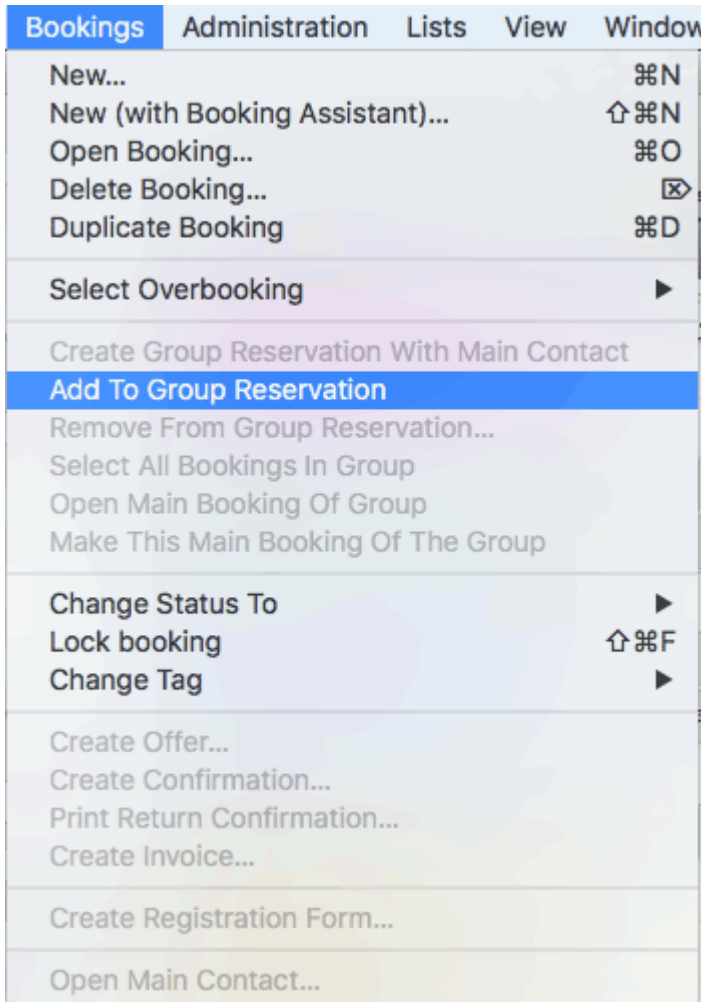 Bookings Administration Lists View Window
New... ⌘N
New (with Booking Assistant)... ⇧⌘N
Open Booking... ⌘O
Delete Booking... ⌦
Duplicate Booking ⌘D
Select Overbooking ▶
Create Group Reservation With Main Contact
Add To Group Reservation
Remove From Group Reservation...
Select All Bookings In Group
Open Main Booking Of Group
Make This Main Booking Of The Group
Change Status To ▶
Lock booking ⇧⌘F
Change Tag ▶
Create Offer...
Create Confirmation...
Print Return Confirmation...
Create Invoice...
Create Registration Form...
Open Main Contact...